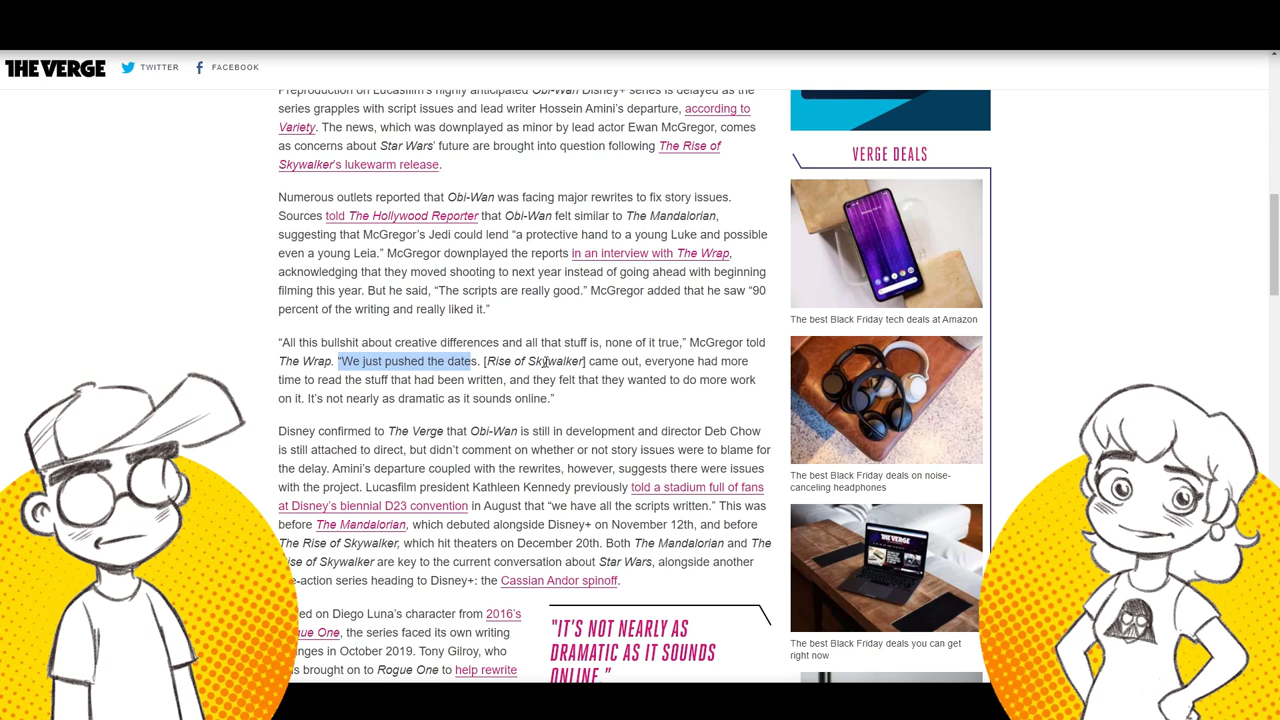 THE VERGE TWITTER FACEBOOK
Preproduction on Lucasfilm's highly anticipated Obi-Wan Disney+ series is delayed as the
series grapples with script issues and lead writer Hossein Amini's departure, according to
Variety. The news, which was downplayed as minor by lead actor Ewan McGregor, comes
as concerns about Star Wars' future are brought into question following The Rise of
Skywalker's lukewarm release.
Numerous outlets reported that Obi-Wan was facing major rewrites to fix story issues.
Sources told The Hollywood Reporter that Obi-Wan felt similar to The Mandalorian,
suggesting that McGregor's Jedi could lend “a protective hand to a young Luke and possible
even a young Leia.” McGregor downplayed the reports in an interview with The Wrap,
acknowledging that they moved shooting to next year instead of going ahead with beginning
filming this year. But he said, “The scripts are really good.” McGregor added that he saw “90
percent of the writing and really liked it.”
“All this bullshit about creative differences and all that stuff is, none of it true,” McGregor told
The Wrap. “We just pushed the dates. [Rise of Skywalker] came out, everyone had more
time to read the stuff that had been written, and they felt that they wanted to do more work
on it. It's not nearly as dramatic as it sounds online.”
Disney confirmed to The Verge that Obi-Wan is still in development and director Deb Chow
is still attached to direct, but didn't comment on whether or not story issues were to blame for
the delay. Amini's departure coupled with the rewrites, however, suggests there were issues
with the project. Lucasfilm president Kathleen Kennedy previously told a stadium full of fans
at Disney's biennial D23 convention in August that “we have all the scripts written.” This was
before The Mandalorian, which debuted alongside Disney+ on November 12th, and before
The Rise of Skywalker, which hit theaters on December 20th. Both The Mandalorian and The
ise of Skywalker are key to the current conversation about Star Wars, alongside another
e-action series heading to Disney+: the Cassian Andor spinoff.
ed on Diego Luna's character from 2016's
gue One, the series faced its own writing
nges in October 2019. Tony Gilroy, who
s brought on to Rogue One to help rewrite
"IT'S NOT NEARLY AS
DRAMATIC AS IT SOUNDS
ONLINE."
VERGE DEALS
The best Black Friday tech deals at Amazon
The best Black Friday deals on noise-
canceling headphones
THE VERGE
The best Black Friday deals you can get
right now